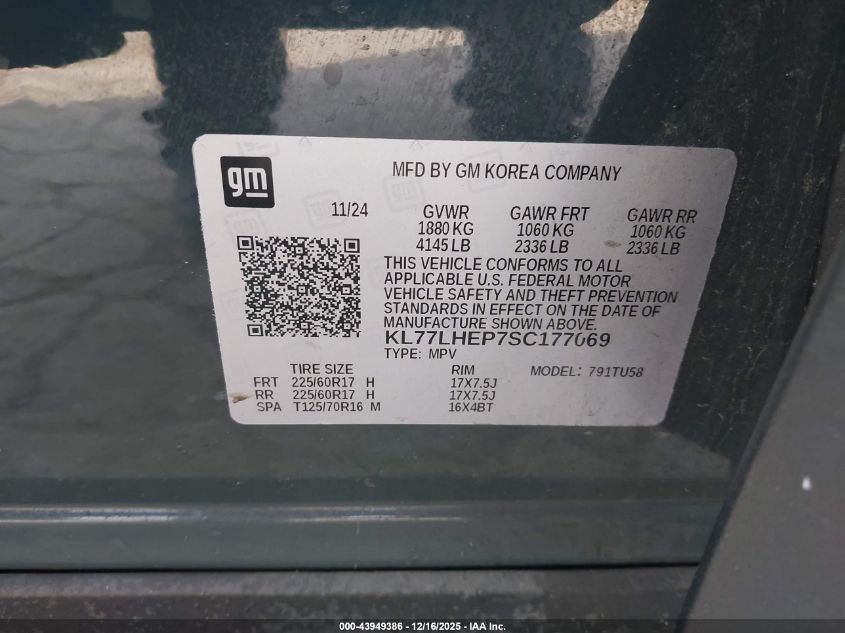 gm
MFD BY GM KOREA COMPANY
11/24 GVWR GAWR FRT GAWR RR
1880 KG 1060 KG 1060 KG
4145 LB 2336 LB 2336 LB
THIS VEHICLE CONFORMS TO ALL
APPLICABLE U.S. FEDERAL MOTOR
VEHICLE SAFETY AND THEFT PREVENTION
STANDARDS IN EFFECT ON THE DATE OF
MANUFACTURE SHOWN ABOVE.
KL77LHEP7SC177069
TYPE: MPV
TIRE SIZE RIM MODEL: 791TU58
FRT 225/60R17 H 17X7.5J
RR 225/60R17 H 17X7.5J
SPA T125/70R16 M 16X4BT
000-43949386 - 12/16/2025 - IAA Inc.